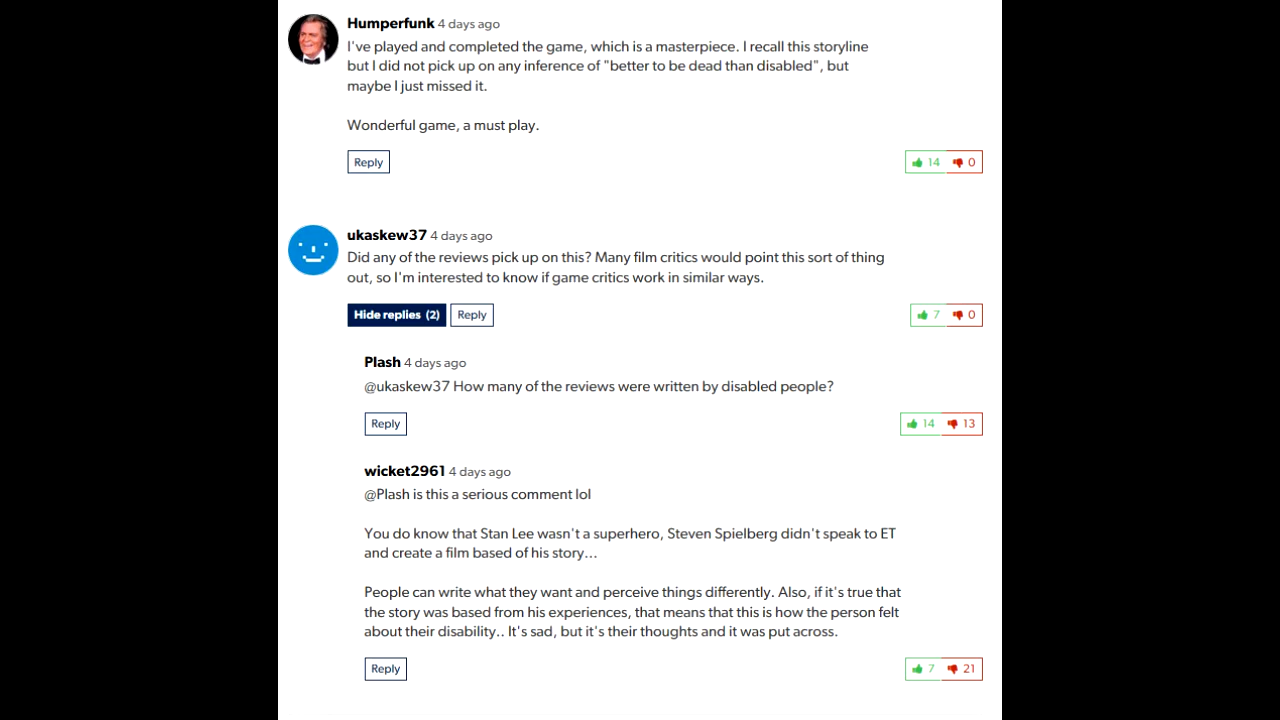 Humperfunk 4 days ago
I've played and completed the game, which is a masterpiece. I recall this storyline
but I did not pick up on any inference of "better to be dead than disabled", but
maybe I just missed it.
Wonderful game, a must play.
Reply
14 0
ukaskew37 4 days ago
Did any of the reviews pick up on this? Many film critics would point this sort of thing
out, so I'm interested to know if game critics work in similar ways.
Hide replies (2) Reply
7 0
Plash 4 days ago
@ukaskew37 How many of the reviews were written by disabled people?
Reply
14 13
wicket2961 4 days ago
@Plash is this a serious comment lol
You do know that Stan Lee wasn't a superhero, Steven Spielberg didn't speak to ET
and create a film based of his story...
People can write what they want and perceive things differently. Also, if it's true that
the story was based from his experiences, that means that this is how the person felt
about their disability.. It's sad, but it's their thoughts and it was put across.
Reply
7 21